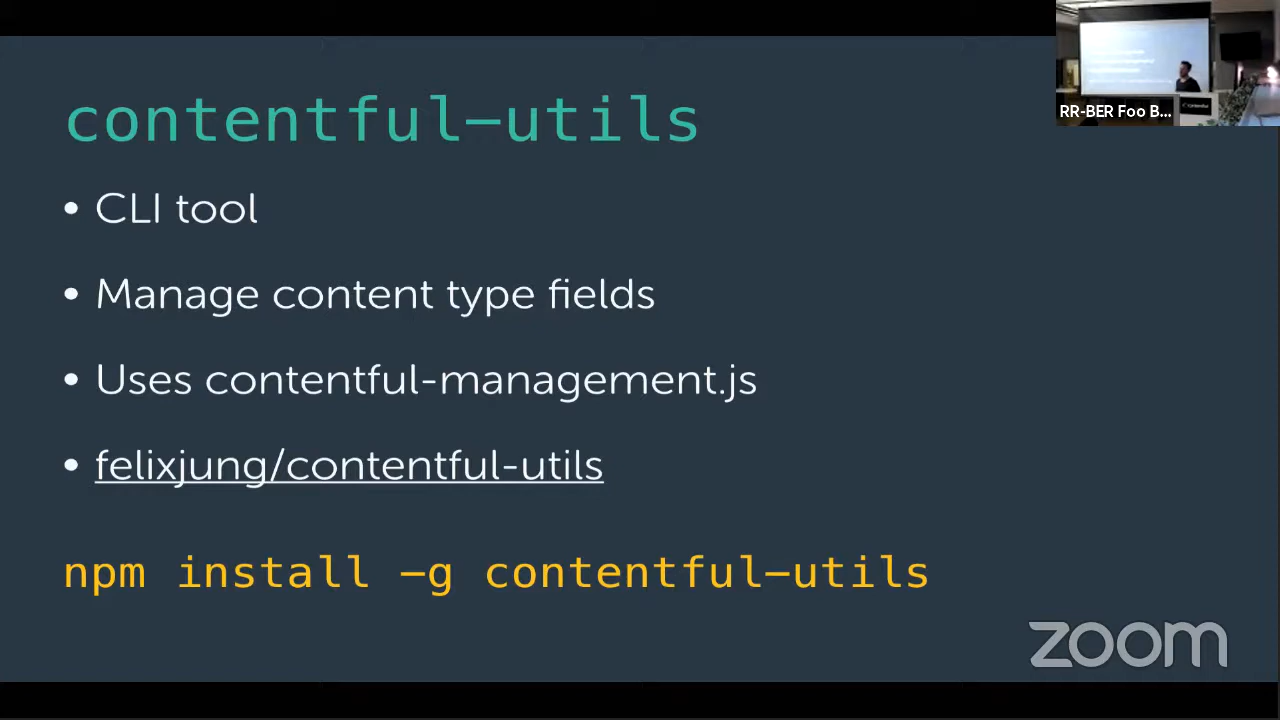 contentful-utils
• CLI tool
• Manage content type fields
• Uses contentful-management.js
• felixjung/contentful-utils
npm install -g contentful-utils
RR-BER Foo B...
zoom